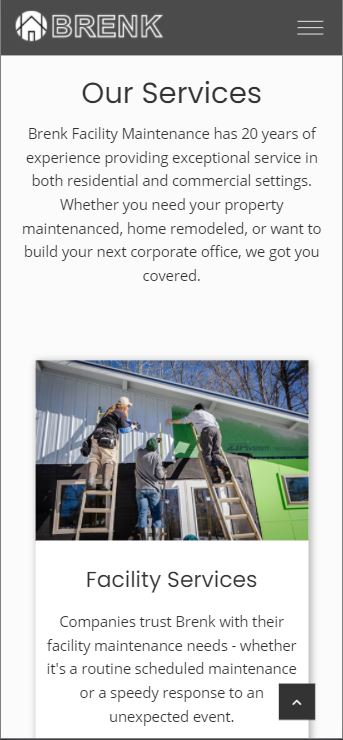 BRENK
Our Services
Brenk Facility Maintenance has 20 years of
experience providing exceptional service in
both residential and commercial settings.
Whether you need your property
maintenanced, home remodeled, or want to
build your next corporate office, we got you
covered.
Facility Services
Companies trust Brenk with their
facility maintenance needs - whether
it's a routine scheduled maintenance
or a speedy response to an
unexpected event.